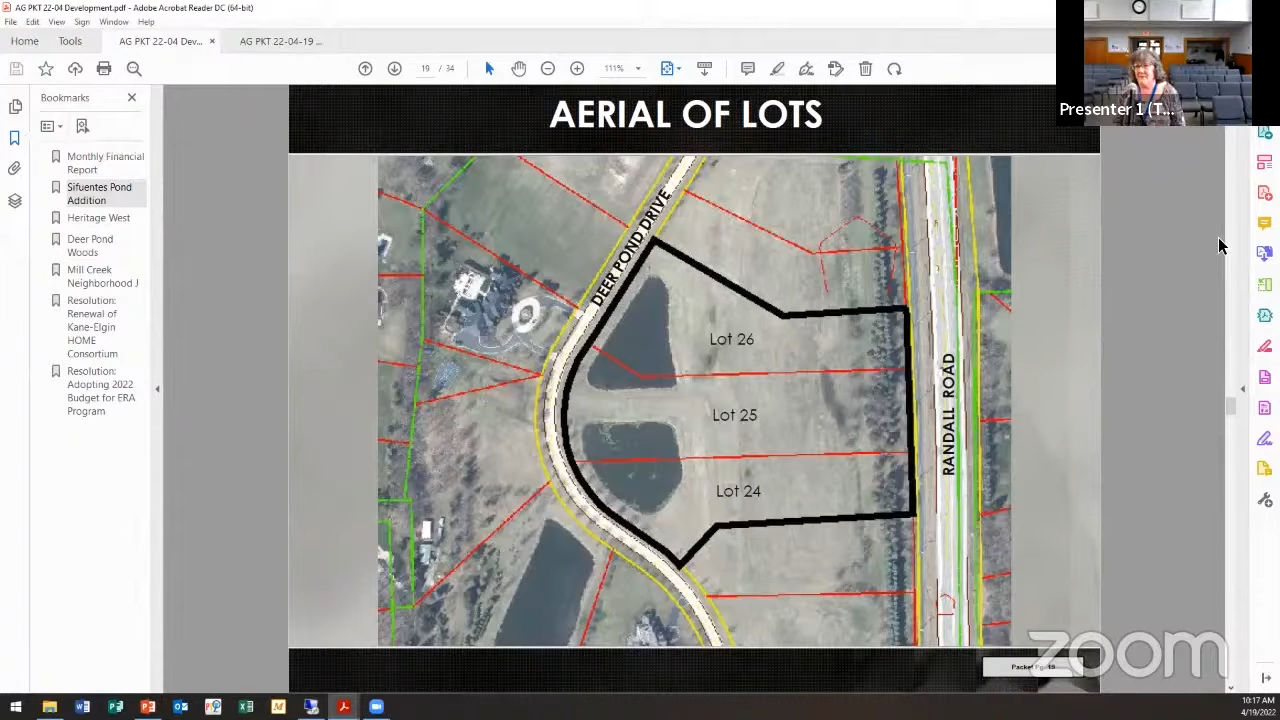 AG PKT 22-04 Development.pdf - Adobe Acrobat Reader DC (64-bit)
File Edit View Sign Window Help
Home Tools AG PKT 22-04 Dev... × AG PKT 22-04-19 ...
19 / 34 111%
Presenter 1 (T...
Bookmarks
Monthly Financial
Report
Sifuentes Pond
Addition
Heritage West
Deer Pond
Woods
Mill Creek
Neighborhood J
Resolution:
Renewal of
Kane-Elgin
HOME
Consortium
Resolution:
Adopting 2022
Budget for ERA
Program
AERIAL OF LOTS
DEER POND DRIVE
Lot 26
Lot 25
Lot 24
RANDALL ROAD
Packet Pg. 19
zoom
10:17 AM
4/19/2022